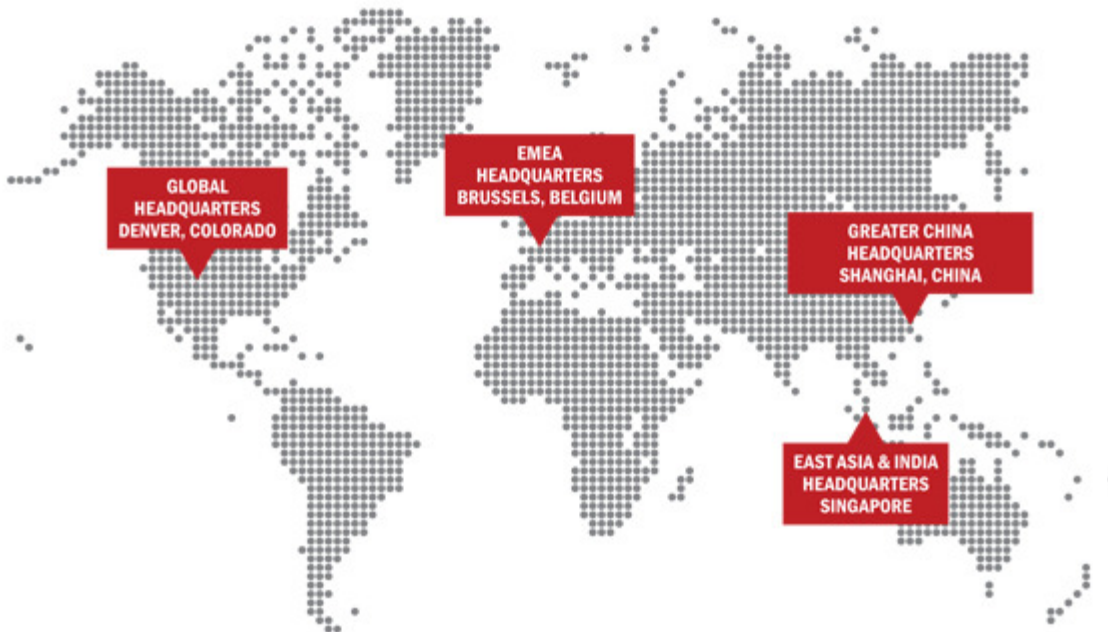 GLOBAL
HEADQUARTERS
DENVER, COLORADO
EMEA
HEADQUARTERS
BRUSSELS, BELGIUM
GREATER CHINA
HEADQUARTERS
SHANGHAI, CHINA
EAST ASIA & INDIA
HEADQUARTERS
SINGAPORE